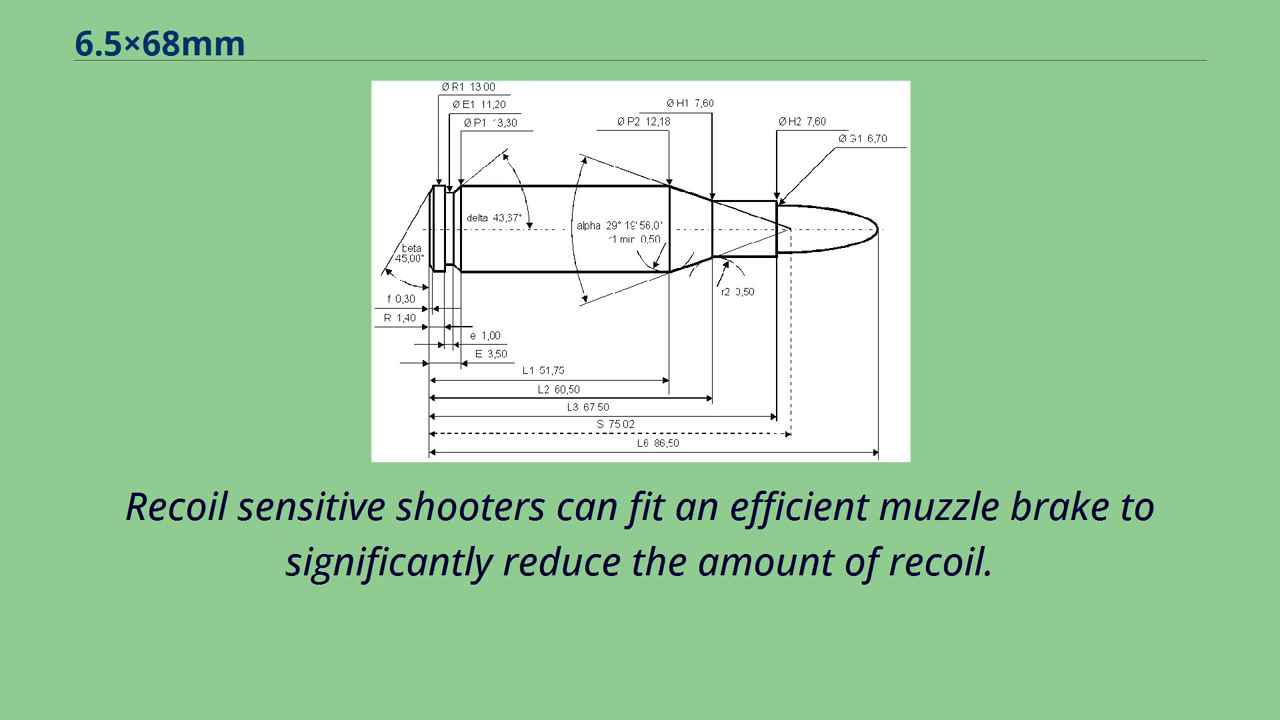 6.5×68mm
Ø R1 13 00
Ø E1 11,20
Ø P1 13,30
Ø P2 12,18
Ø H1 7,60
Ø H2 7,60
Ø G1 6,70
delta 43,37°
alpha 29° 19' 56.0'
r1 min 0,50
beta
45,00°
r2 0,50
f 0,30
R 1,40
e 1,00
E 3,50
L1 51,75
L2 60,50
L3 67 50
S 75 02
L6 86,50
Recoil sensitive shooters can fit an efficient muzzle brake to
significantly reduce the amount of recoil.